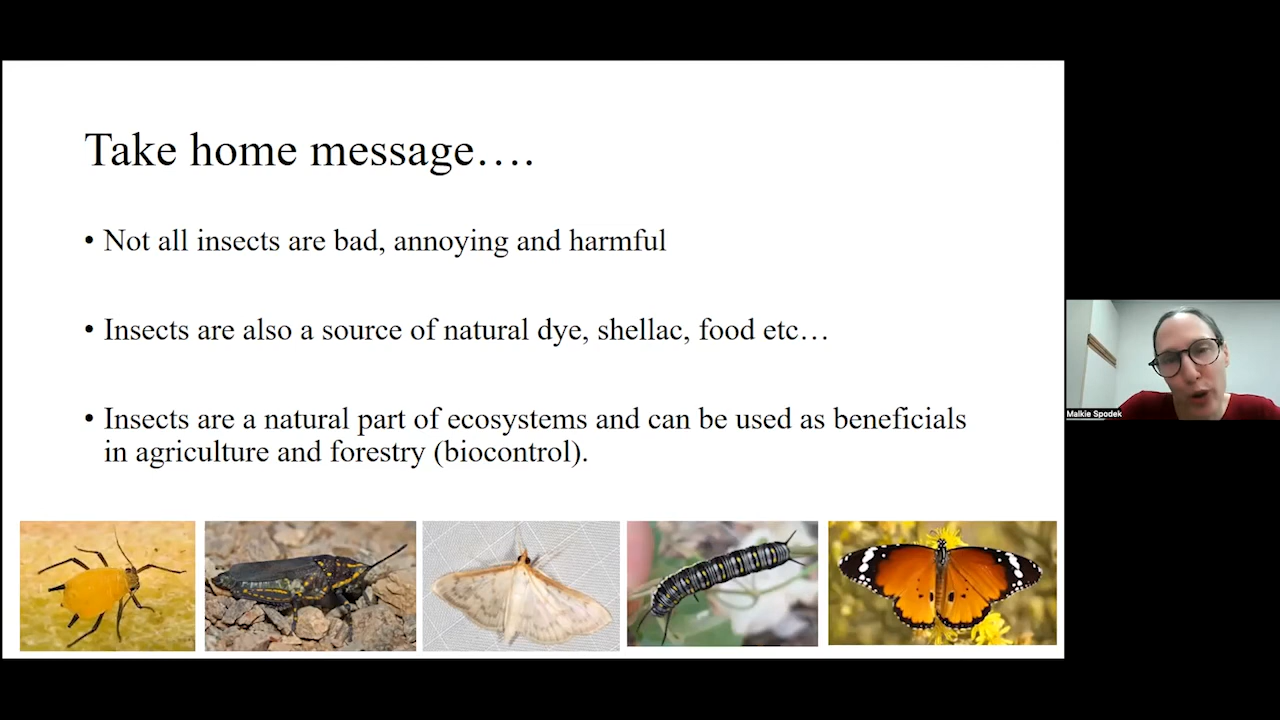 Take home message....
• Not all insects are bad, annoying and harmful
• Insects are also a source of natural dye, shellac, food etc...
• Insects are a natural part of ecosystems and can be used as beneficials
in agriculture and forestry (biocontrol).
Malkie Spodek